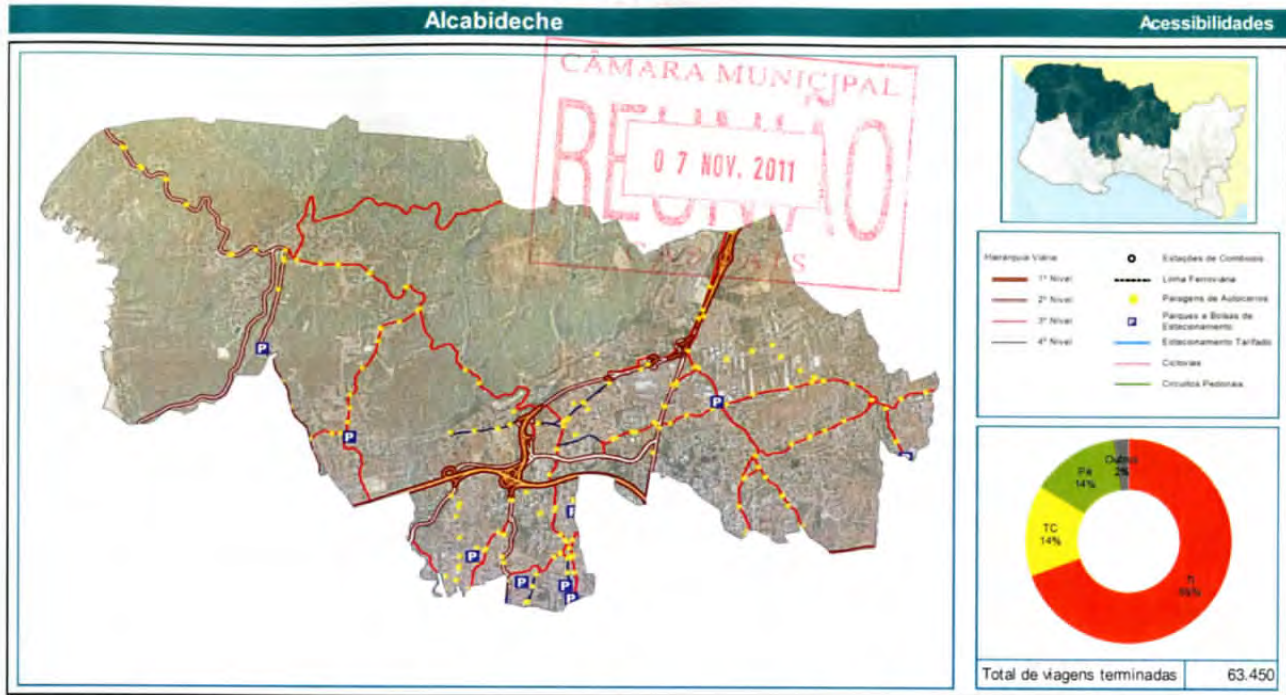 Alcabideche
Acessibilidades
CÂMARA MUNICIPAL
REUNIÃO
07 NOV. 2011
Hierarquia Viária
1º Nível
2º Nível
3º Nível
4º Nível
Estações de Comboios
Linha Ferroviária
Paragens de Autocarros
Parques e Bolsas de
Estacionamento
Estacionamento Tarifado
Ciclovias
Circuitos Pedonais
P
P
P
P
P
P
P
P
Outros
2%
Pé
14%
TC
14%
TI
Total de viagens terminadas 63.450